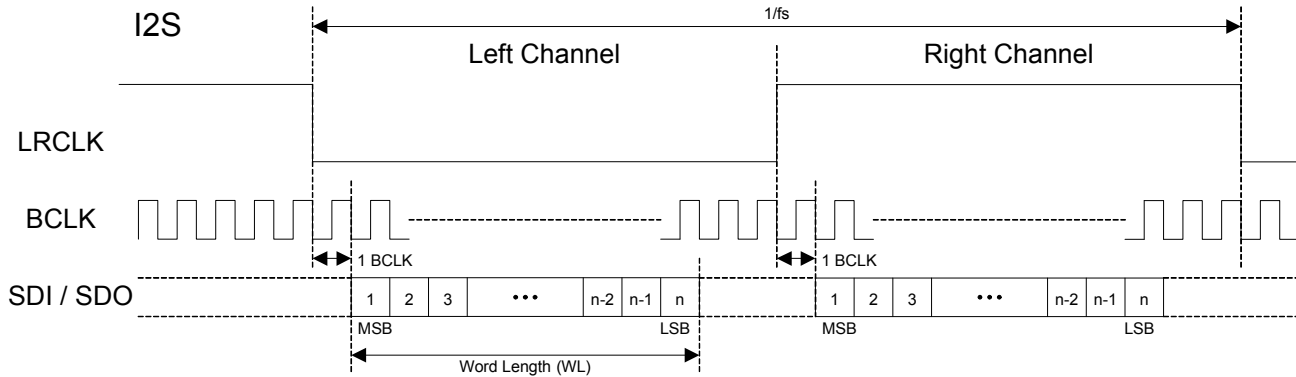 I2S
1/fs
Left Channel Right Channel
LRCLK
BCLK
1 BCLK 1 BCLK
SDI / SDO 1 2 3 ••• n-2 n-1 n 1 2 3 ••• n-2 n-1 n
MSB LSB MSB LSB
Word Length (WL)